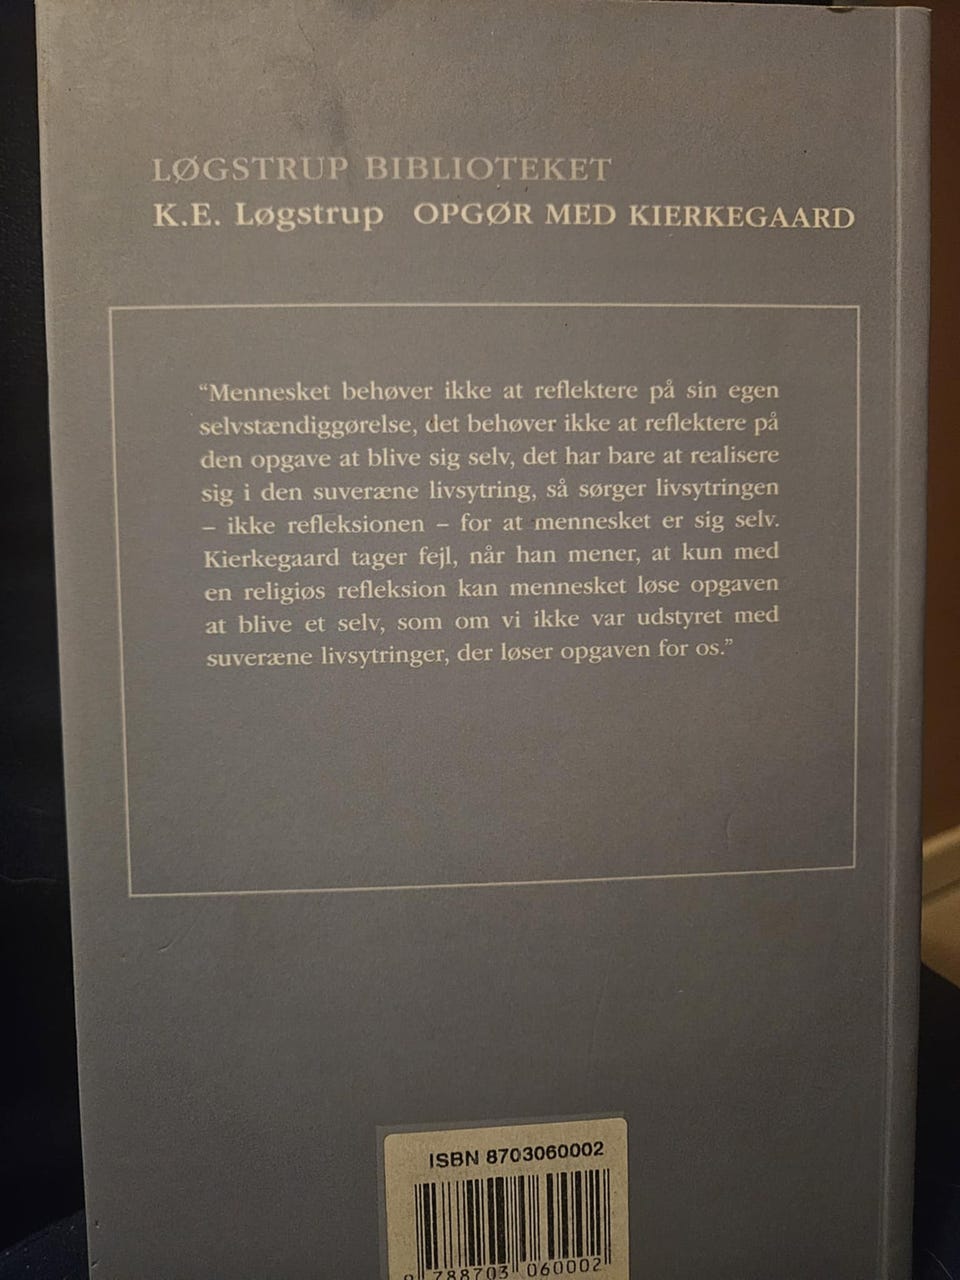 LØGSTRUP BIBLIOTEKET
K.E. Løgstrup OPGØR MED KIERKEGAARD
“Mennesket behøver ikke at reflektere på sin egen
selvstændiggørelse, det behøver ikke at reflektere på
den opgave at blive sig selv, det har bare at realisere
sig i den suveræne livsytring, så sørger livsytringen
– ikke refleksionen – for at mennesket er sig selv.
Kierkegaard tager fejl, når han mener, at kun med
en religiøs refleksion kan mennesket løse opgaven
at blive et selv, som om vi ikke var udstyret med
suveræne livsytringer, der løser opgaven for os.”
ISBN 8703060002
9 788703 060002